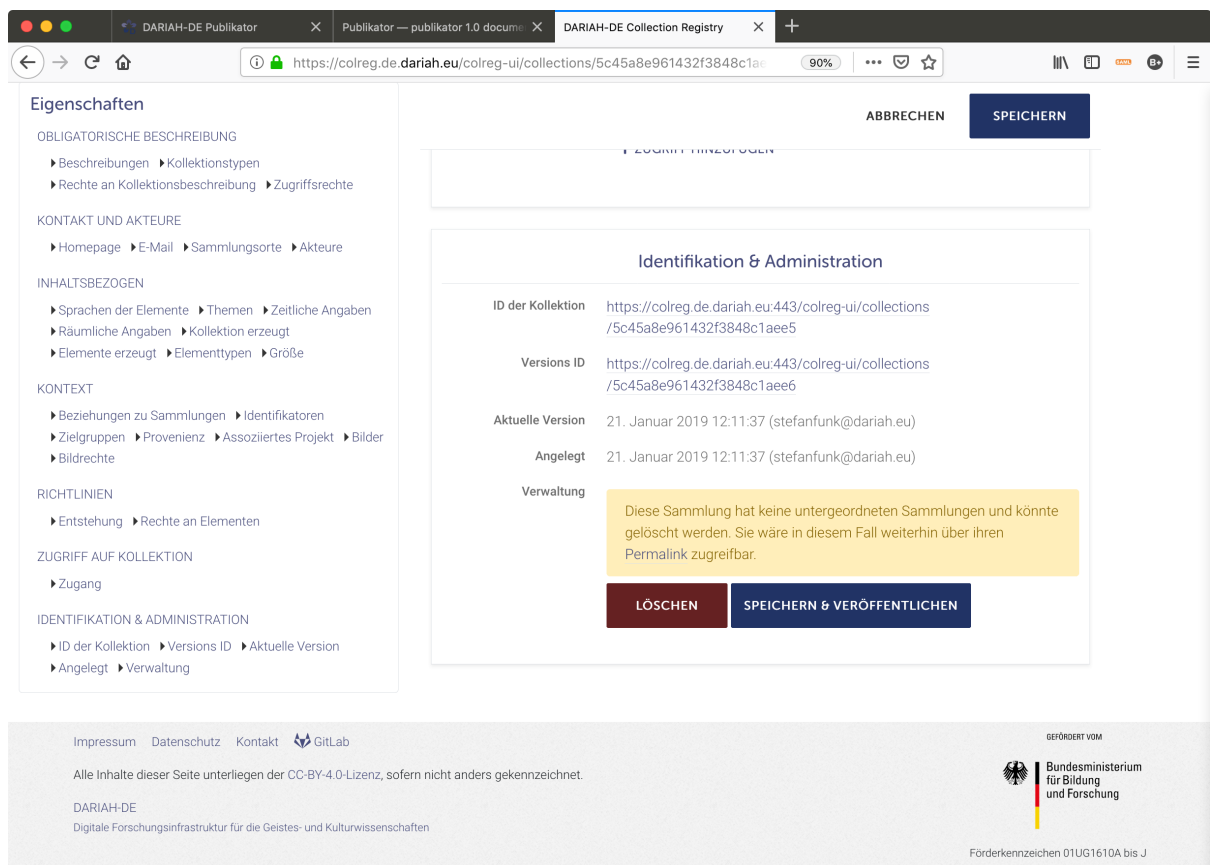 DARIAH-DE Publikator
Publikator — publikator 1.0 docume
DARIAH-DE Collection Registry
https://colreg.de.dariah.eu/colreg-ui/collections/5c45a8e961432f3848c1ae
90%
Eigenschaften
OBLIGATORISCHE BESCHREIBUNG
Beschreibungen Kollektionstypen
Rechte an Kollektionsbeschreibung Zugriffsrechte
KONTAKT UND AKTEURE
Homepage E-Mail Sammlungsorte Akteure
INHALTSBEZOGEN
Sprachen der Elemente Themen Zeitliche Angaben
Räumliche Angaben Kollektion erzeugt
Elemente erzeugt Elementtypen Größe
KONTEXT
Beziehungen zu Sammlungen Identifikatoren
Zielgruppen Provenienz Assoziiertes Projekt Bilder
Bildrechte
RICHTLINIEN
Entstehung Rechte an Elementen
ZUGRIFF AUF KOLLEKTION
Zugang
IDENTIFIKATION & ADMINISTRATION
ID der Kollektion Versions ID Aktuelle Version
Angelegt Verwaltung
ABBRECHEN SPEICHERN
ZUGRIFF HINZUFÜGEN
Identifikation & Administration
ID der Kollektion https://colreg.de.dariah.eu:443/colreg-ui/collections
/5c45a8e961432f3848c1aee5
Versions ID https://colreg.de.dariah.eu:443/colreg-ui/collections
/5c45a8e961432f3848c1aee6
Aktuelle Version 21. Januar 2019 12:11:37 (stefanfunk@dariah.eu)
Angelegt 21. Januar 2019 12:11:37 (stefanfunk@dariah.eu)
Verwaltung
Diese Sammlung hat keine untergeordneten Sammlungen und könnte
gelöscht werden. Sie wäre in diesem Fall weiterhin über ihren
Permalink zugreifbar.
LÖSCHEN SPEICHERN & VERÖFFENTLICHEN
Impressum Datenschutz Kontakt GitLab
Alle Inhalte dieser Seite unterliegen der CC-BY-4.0-Lizenz, sofern nicht anders gekennzeichnet.
DARIAH-DE
Digitale Forschungsinfrastruktur für die Geistes- und Kulturwissenschaften
GEFÖRDERT VOM
Bundesministerium
für Bildung
und Forschung
Förderkennzeichen 01UG1610A bis J